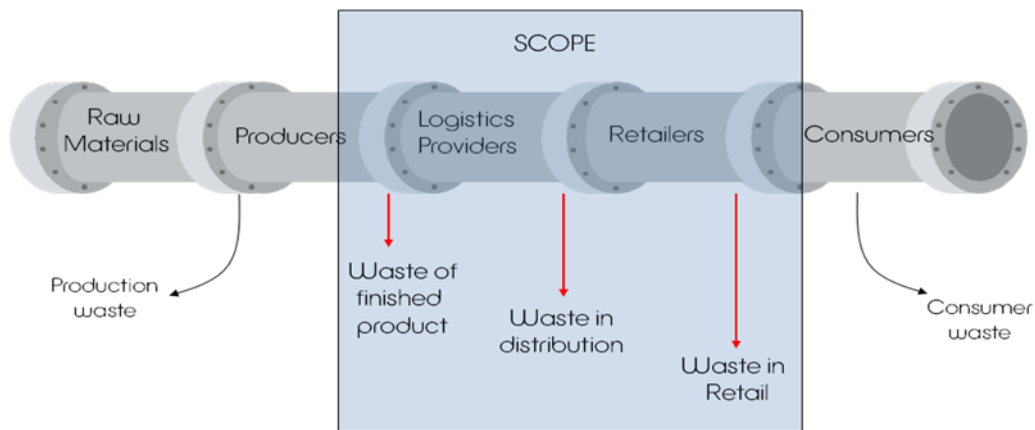 SCOPE
Raw
Materials
Producers
Logistics
Providers
Retailers
Consumers
Production
waste
Waste of
finished
product
Waste in
distribution
Waste in
Retail
Consumer
waste